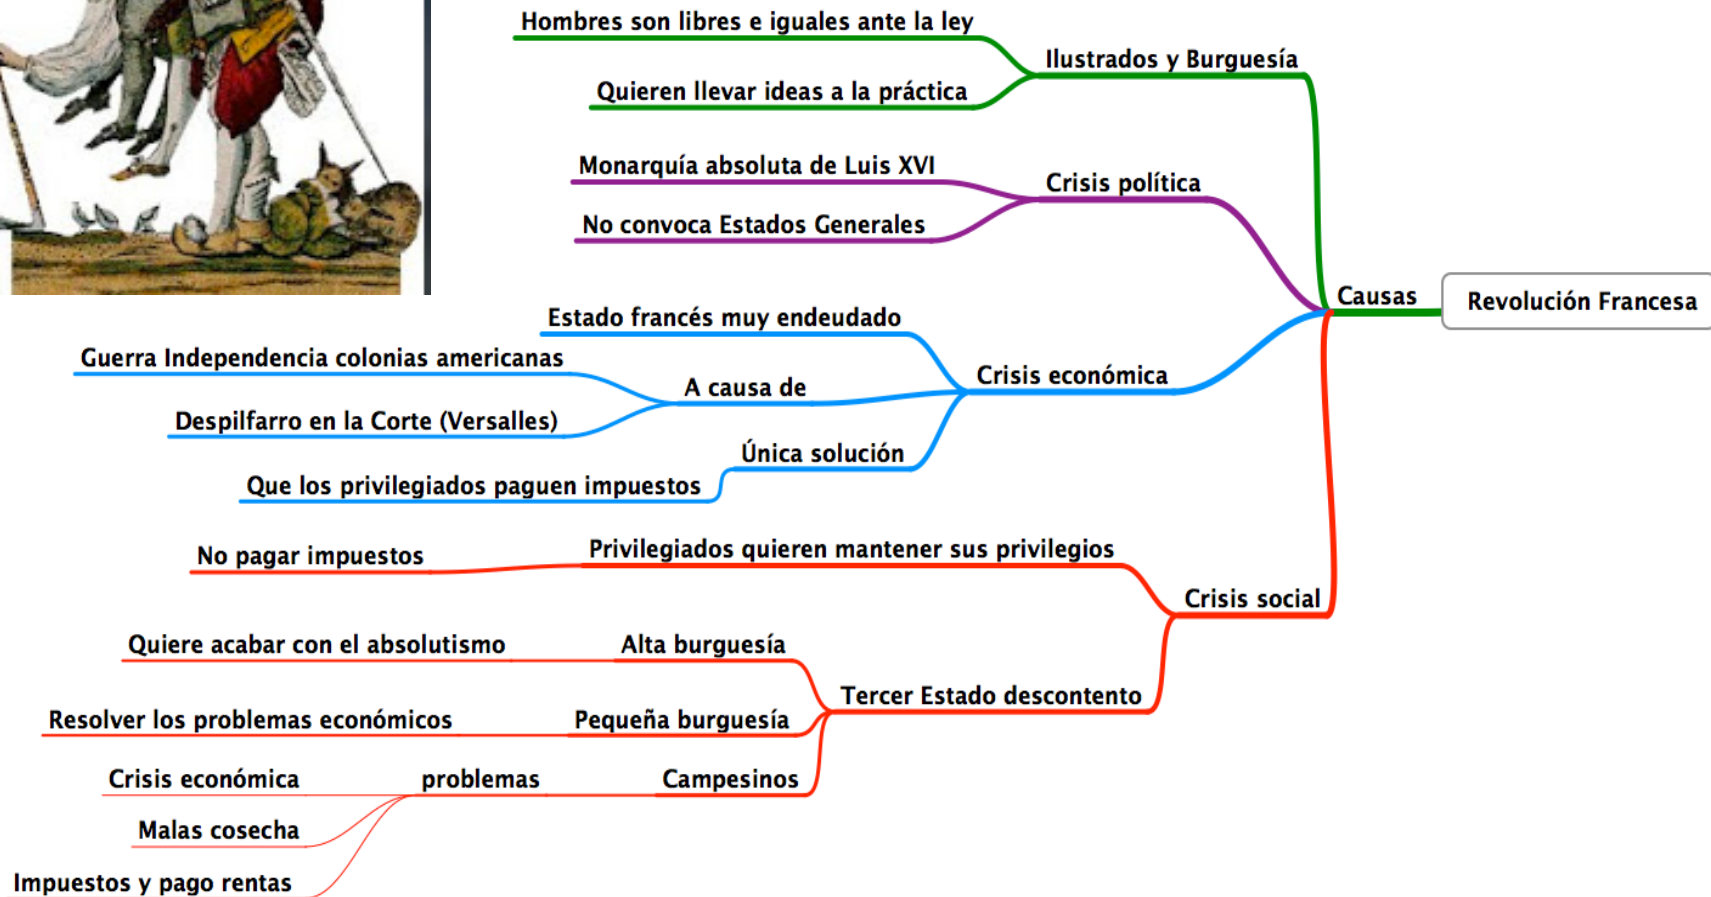 Hombres son libres e iguales ante la ley
Ilustrados y Burguesía
Quieren llevar ideas a la práctica
Monarquía absoluta de Luis XVI
Crisis política
No convoca Estados Generales
Causas
Revolución Francesa
Estado francés muy endeudado
Guerra Independencia colonias americanas
A causa de
Crisis económica
Despilfarro en la Corte (Versalles)
Única solución
Que los privilegiados paguen impuestos
No pagar impuestos
Privilegiados quieren mantener sus privilegios
Crisis social
Quiere acabar con el absolutismo
Alta burguesía
Tercer Estado descontento
Resolver los problemas económicos
Pequeña burguesía
Crisis económica
problemas
Campesinos
Malas cosecha
Impuestos y pago rentas